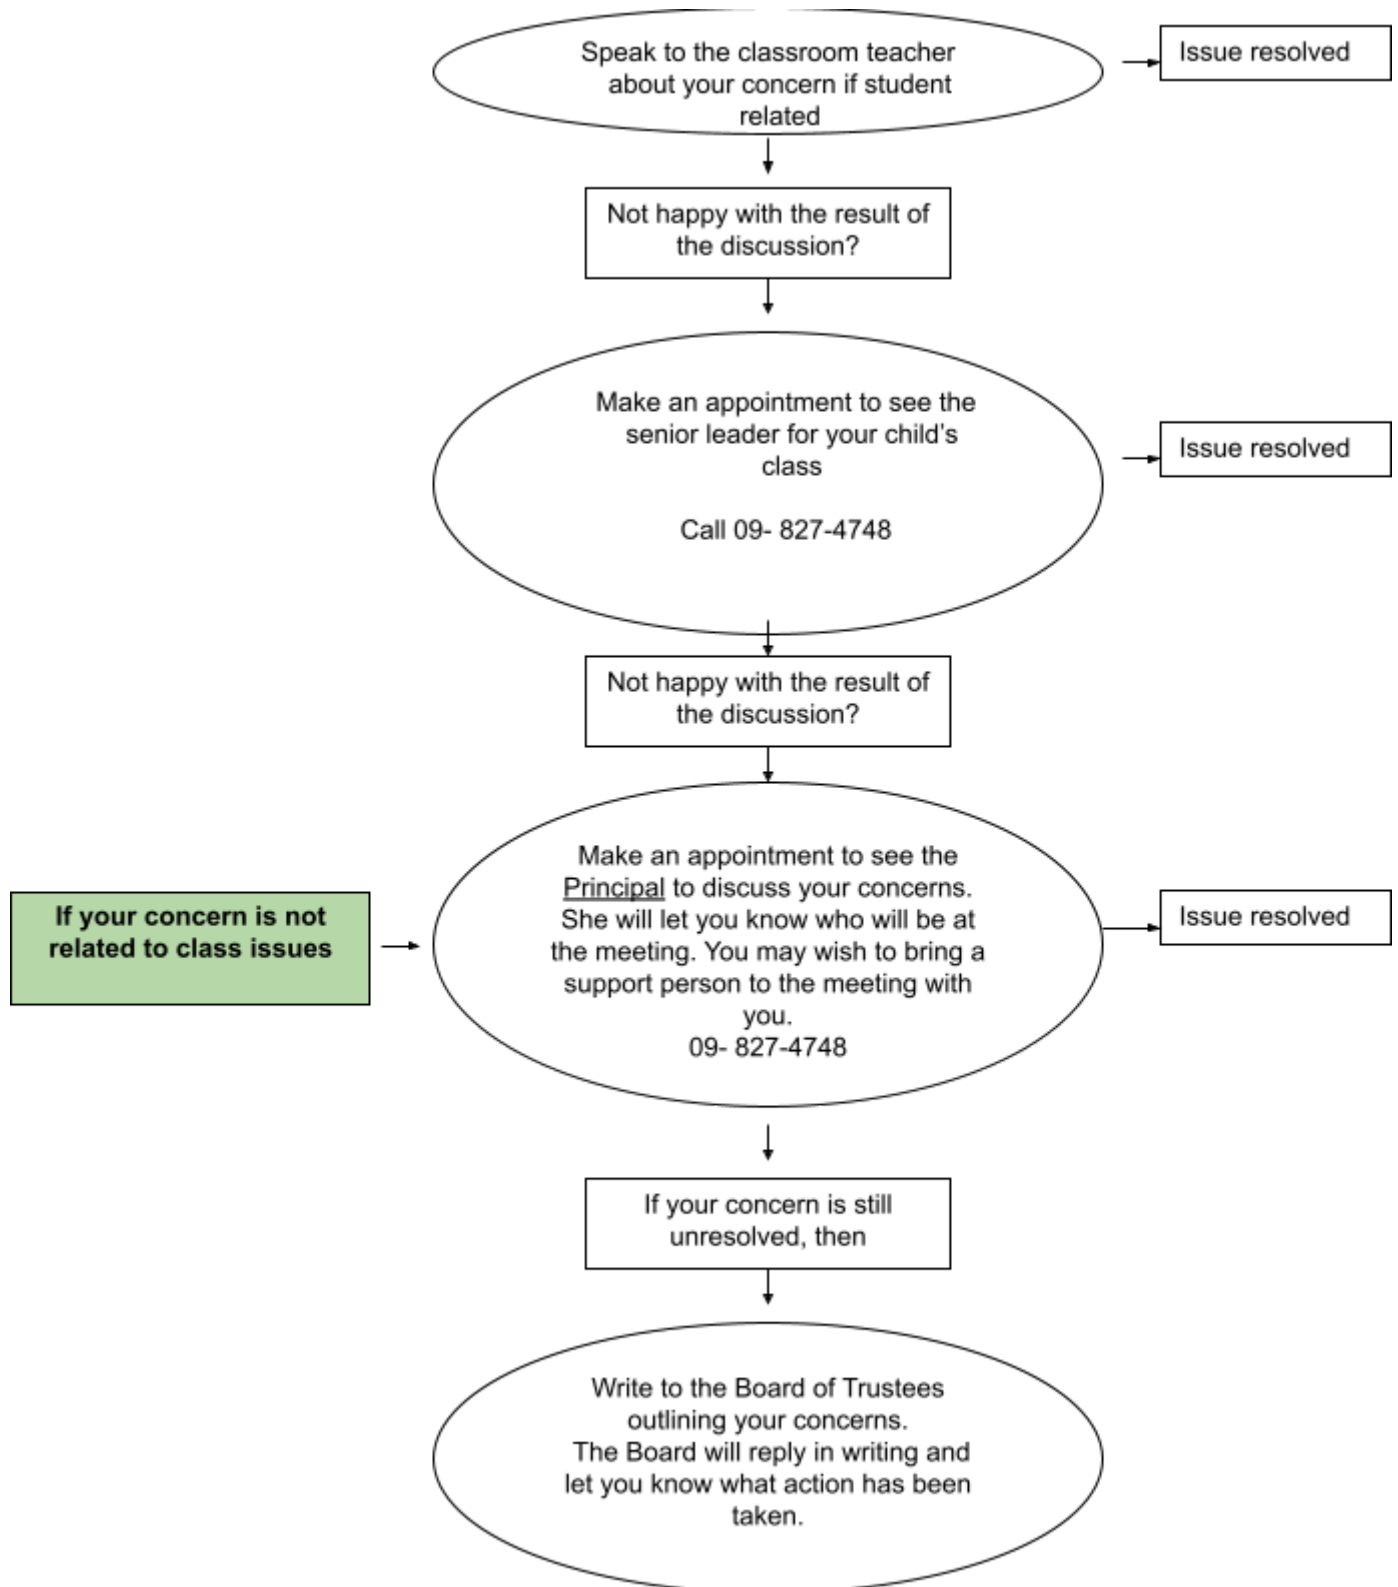 Speak to the classroom teacher
about your concern if student
related
Issue resolved
Not happy with the result of
the discussion?
Make an appointment to see the
senior leader for your child's
class
Call 09- 827-4748
Issue resolved
Not happy with the result of
the discussion?
Make an appointment to see the
Principal to discuss your concerns.
She will let you know who will be at
the meeting. You may wish to bring a
support person to the meeting with
you.
09- 827-4748
If your concern is not
related to class issues
Issue resolved
If your concern is still
unresolved, then
Write to the Board of Trustees
outlining your concerns.
The Board will reply in writing and
let you know what action has been
taken.